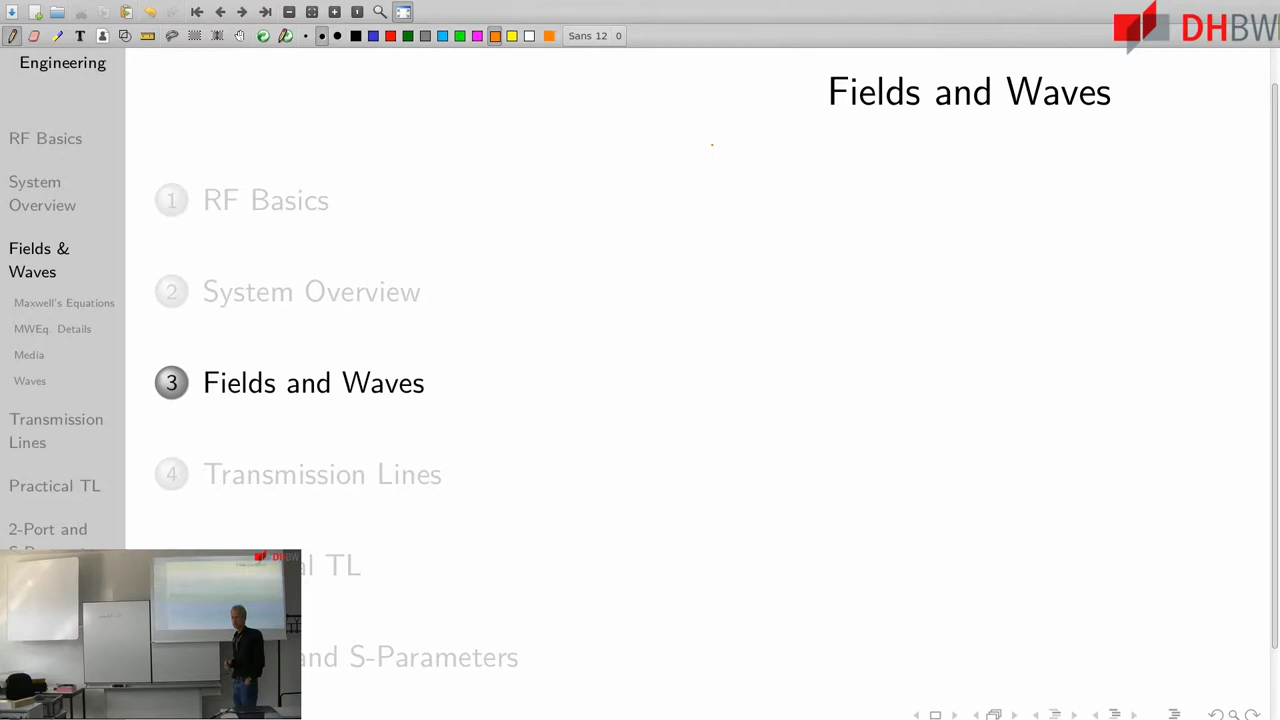 Sans 12 0
DHBW
Engineering
Fields and Waves
RF Basics
System
Overview
Fields &
Waves
Maxwell's Equations
MWEq. Details
Media
Waves
Transmission
Lines
Practical TL
2-Port and
1 RF Basics
2 System Overview
3 Fields and Waves
4 Transmission Lines
TL
and S-Parameters
DHBW